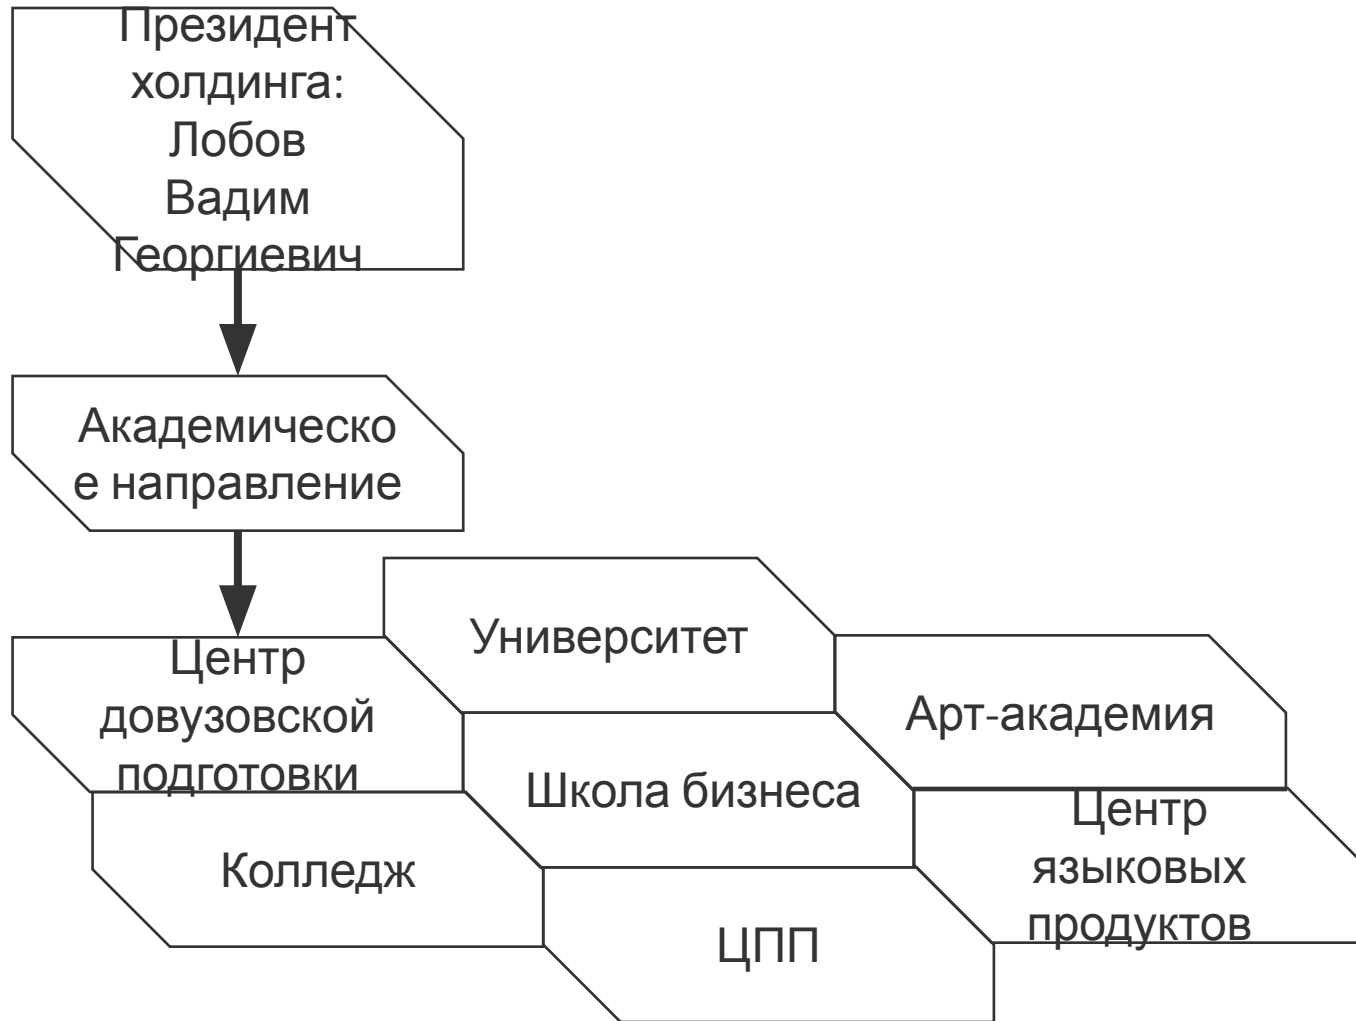 Президент
холдинга:
Лобов
Вадим
Георгиевич
Академическо
е направление
Университет
Центр
довузовской
подготовки
Арт-академия
Школа бизнеса
Колледж
Центр
языковых
продуктов
ЦПП